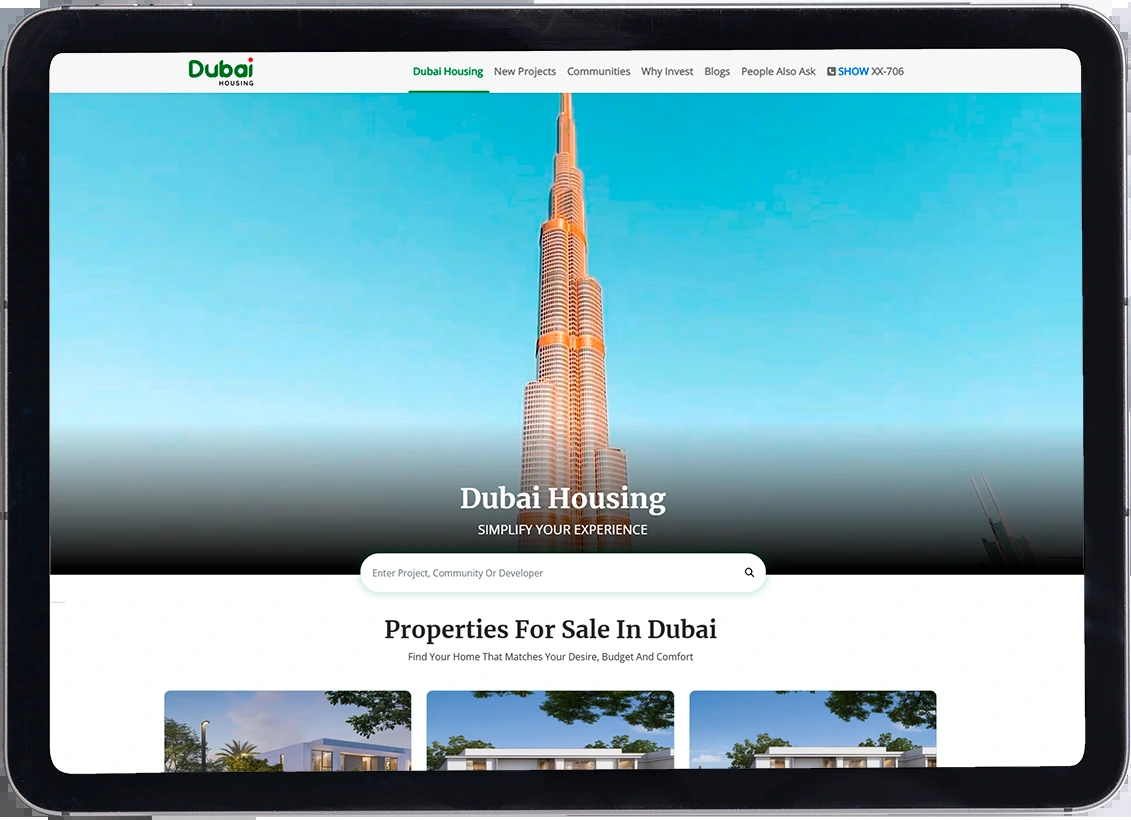 Dubai
HOUSING
Dubai Housing New Projects Communities Why Invest Blogs People Also Ask SHOW XX-706
Dubai Housing
SIMPLIFY YOUR EXPERIENCE
Enter Project, Community Or Developer
Properties For Sale In Dubai
Find Your Home That Matches Your Desire, Budget And Comfort